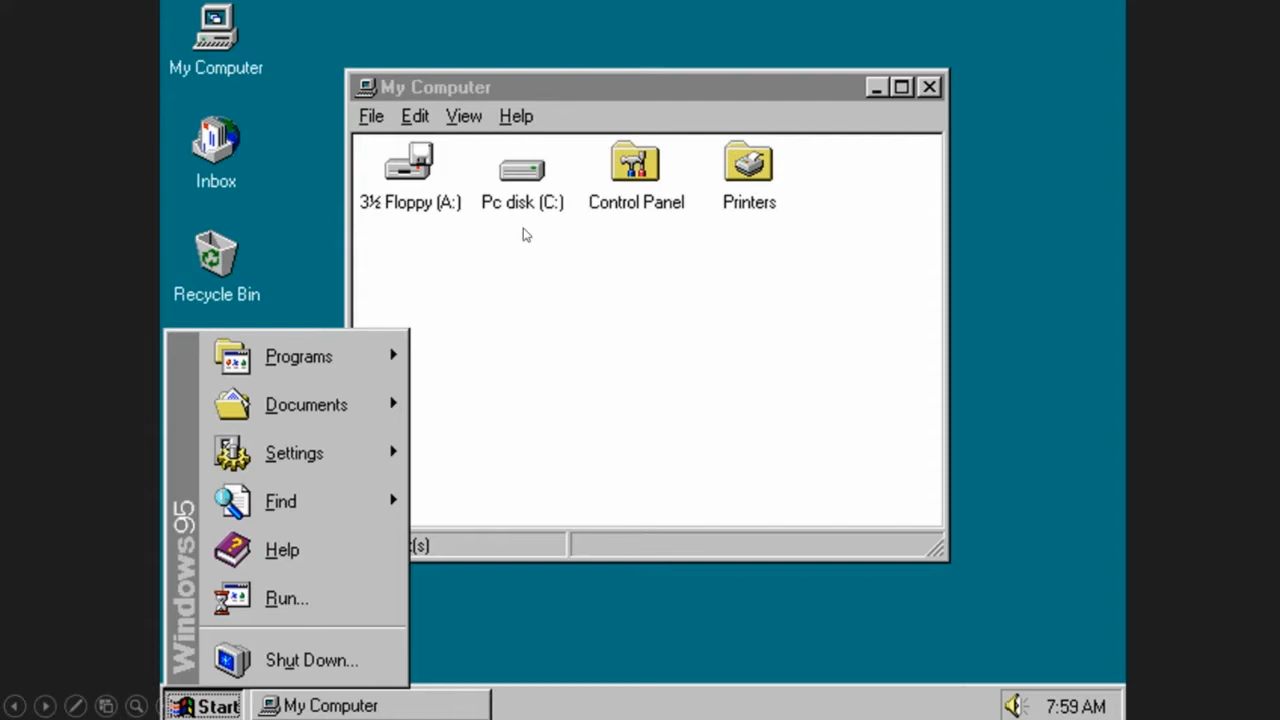 My Computer
Inbox
Recycle Bin
My Computer
File Edit View Help
3½ Floppy (A:) Pc disk (C:) Control Panel Printers
Programs
Documents
Settings
Find
Help
Run...
Shut Down...
Windows95
(s)
Start
My Computer
7:59 AM